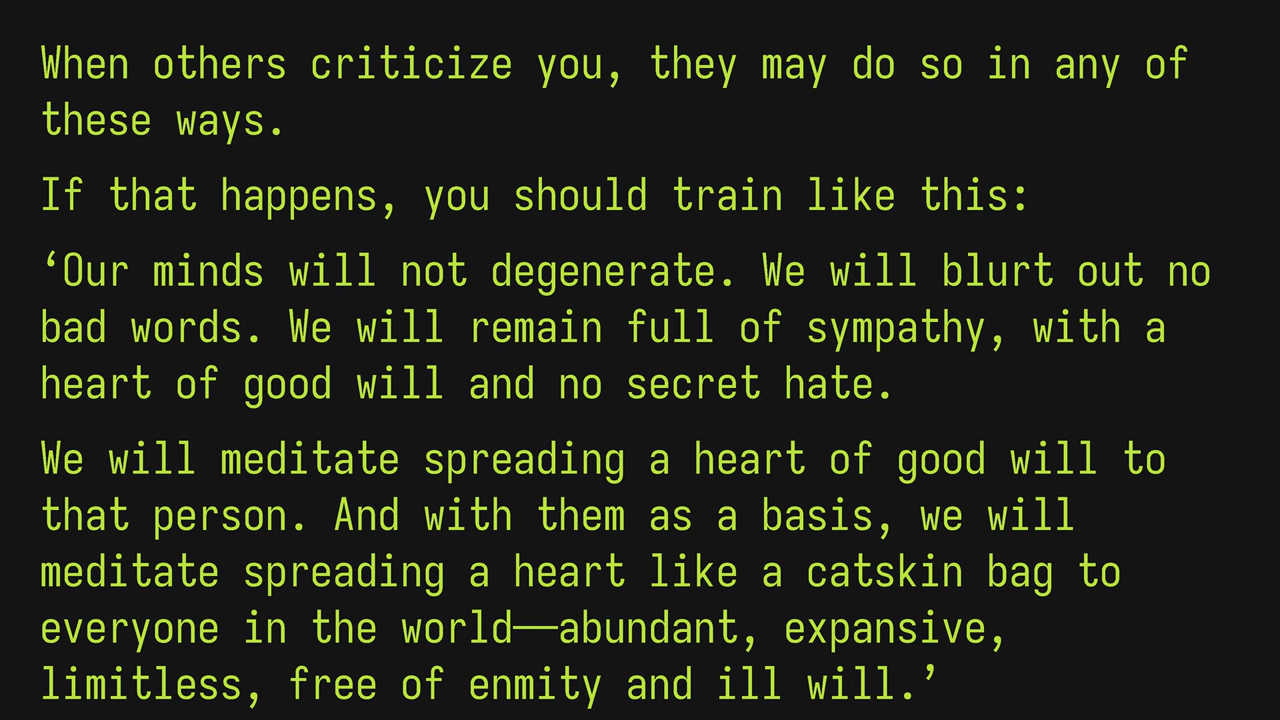 When others criticize you, they may do so in any of
these ways.
If that happens, you should train like this:
‘Our minds will not degenerate. We will blurt out no
bad words. We will remain full of sympathy, with a
heart of good will and no secret hate.
We will meditate spreading a heart of good will to
that person. And with them as a basis, we will
meditate spreading a heart like a catskin bag to
everyone in the world—abundant, expansive,
limitless, free of enmity and ill will.’